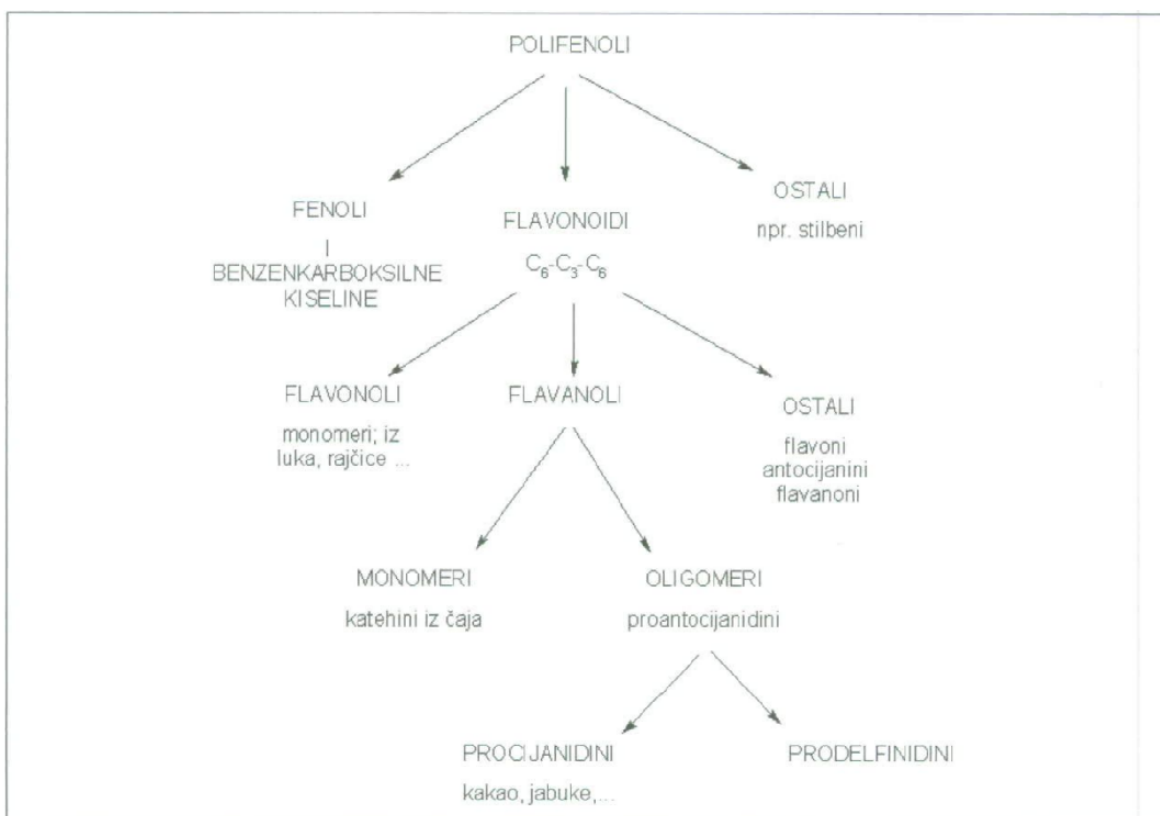 POLIFENOLI
FENOLI
BENZENKARBOKSILNE
KISELINE
FLAVONOIDI
C₆-C₃-C₆
OSTALI
npr. stilbeni
FLAVONOLI
monomeri; iz
luka, rajčice ...
FLAVANOLI
OSTALI
flavoni
antocijanini
flavanoni
MONOMERI
katehini iz čaja
OLIGOMERI
proantocijanidini
PROCIJANIDINI
kakao, jabuke,...
PRODELFINIDINI